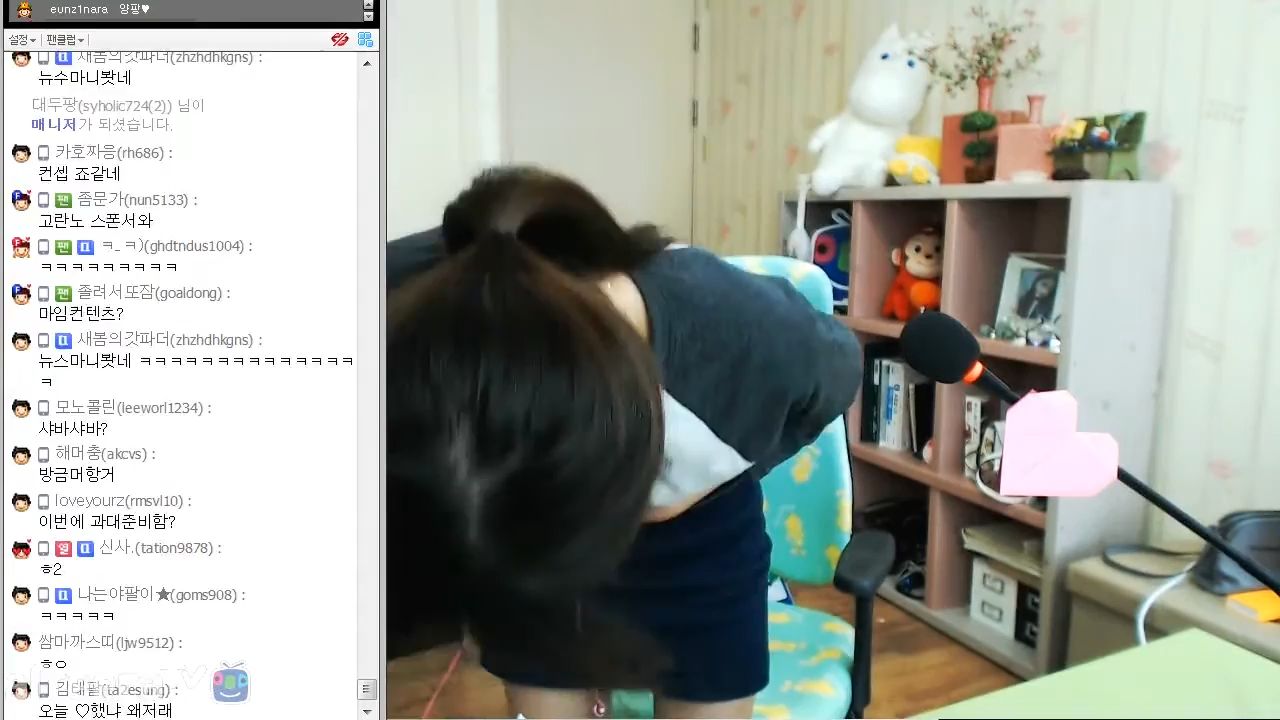 eunz1nara 양팡♥
설정 팬클럽
새봄의갓파더(zhzhdhkgns) :
뉴수마니봣네
대두팡(syholic724(2)) 님이
매니저가 되셨습니다.
카호짜응(rh686) :
컨셉 죠갈네
좀문가(nun5133) :
고란노 스폰서와
ㅋ_ㅋ)(ghdtndus1004) :
ㅋㅋㅋㅋㅋㅋㅋㅋㅋ
졸려서또잠(goaldong) :
마임컨텐츠?
새봄의갓파더(zhzhdhkgns) :
뉴스마니봣네 ㅋㅋㅋㅋㅋㅋㅋㅋㅋㅋㅋㅋㅋㅋ
ㅋ
모노콜린(leeworl1234) :
샤바샤바?
해머충(akcvs) :
방금머항거
loveyourz(rmsvl10) :
이번에 과대준비함?
열 신사.(tation9878) :
ㅎ2
나는야팔이★(goms908) :
ㅋㅋㅋㅋㅋ
쌈마까스띠(ljw9512) :
ㅎㅇ
김태팔(ta2esung) :
오늘 ♡했냐 왜저래